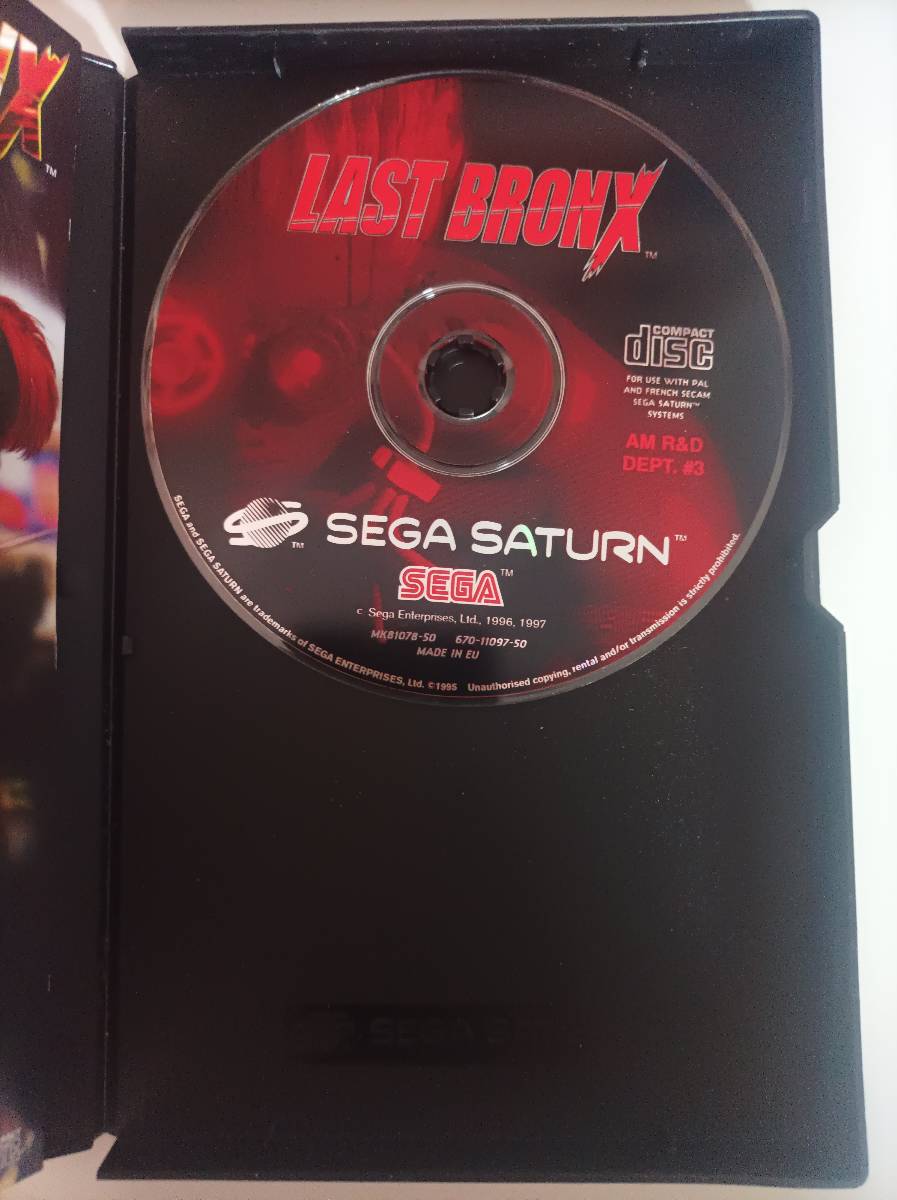 X
TM
LAST BRONX TM
COMPACT
disc
FOR USE WITH PAL
AND FRENCH SECAM
SEGA SATURN™
SYSTEMS
AM R&D
DEPT. #3
TM SEGA SATURN™
SEGA™
c Sega Enterprises, Ltd., 1996, 1997
MK81078-50 670-11097-50
MADE IN EU
SEGA and SEGA SATURN are trademarks of SEGA ENTERPRISES, Ltd. ©1995 Unauthorised copying, rental and/or transmission is strictly prohibited.
SEGA S